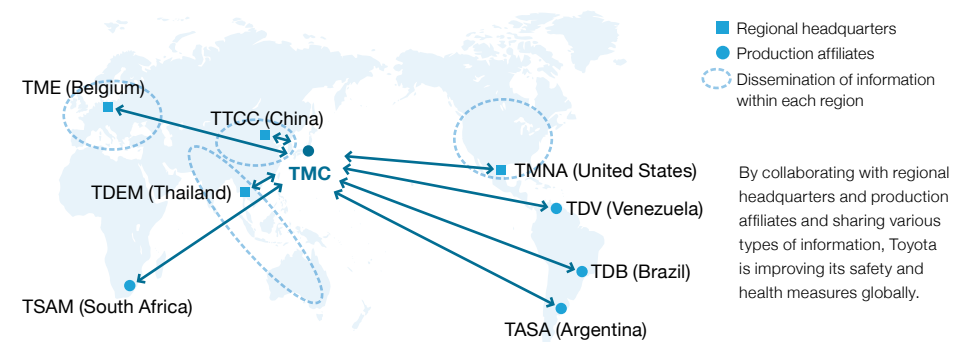 Regional headquarters
Production affiliates
Dissemination of information
within each region
TME (Belgium)
TTCC (China)
TMC
TMNA (United States)
TDEM (Thailand)
TDV (Venezuela)
TDB (Brazil)
TSAM (South Africa)
TASA (Argentina)
By collaborating with regional
headquarters and production
affiliates and sharing various
types of information, Toyota
is improving its safety and
health measures globally.